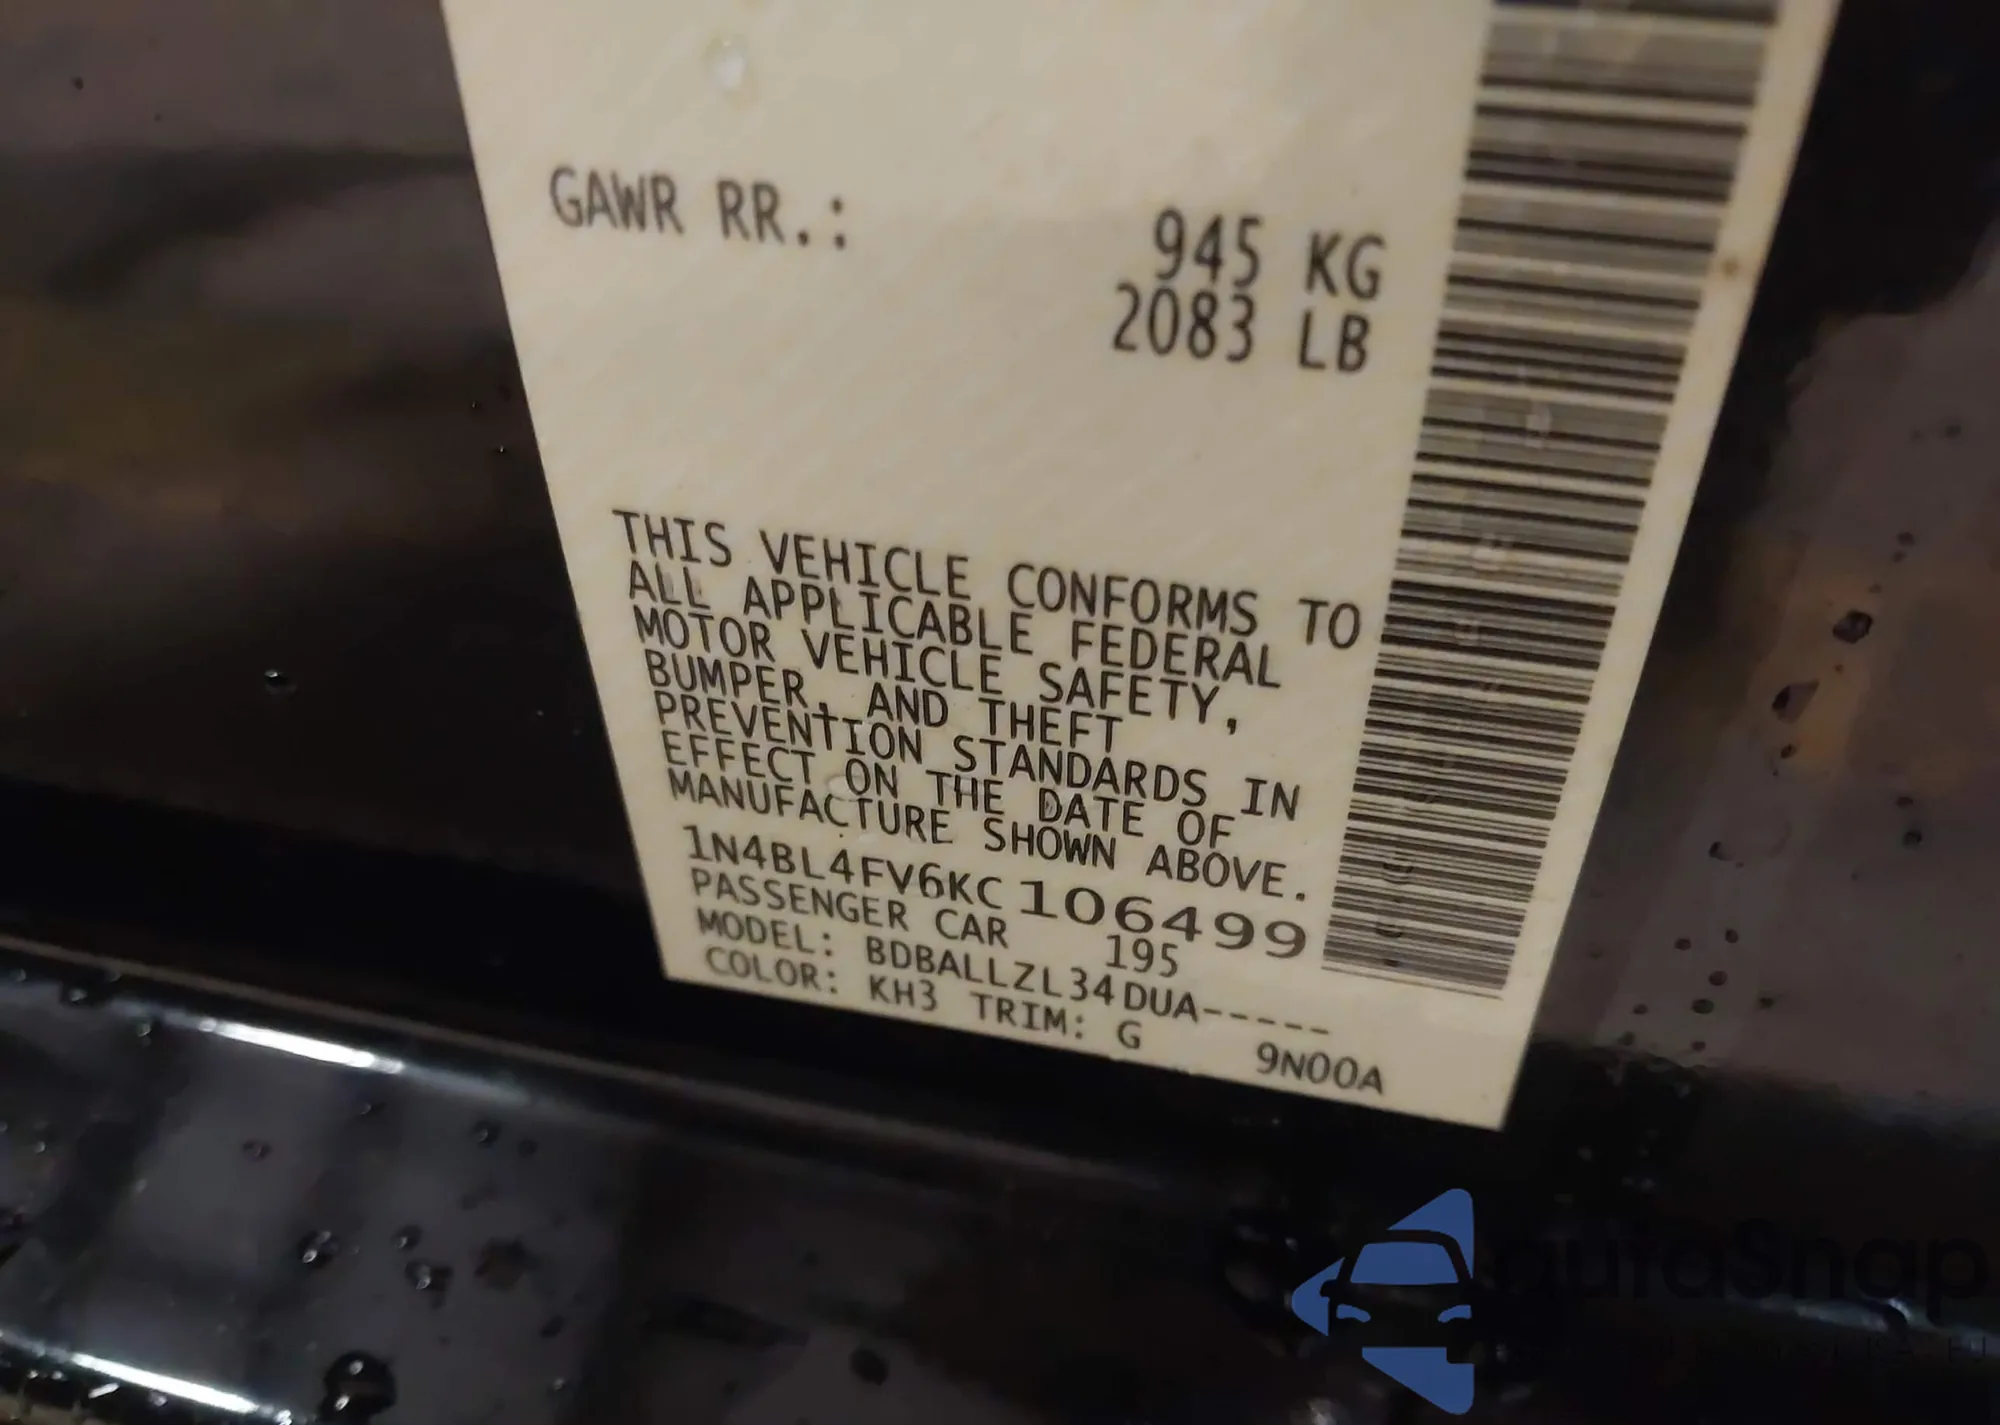 GAWR RR.:
945 KG
2083 LB
THIS VEHICLE CONFORMS TO
ALL APPLICABLE FEDERAL
MOTOR VEHICLE SAFETY,
BUMPER, AND THEFT
PREVENTION STANDARDS IN
EFFECT ON THE DATE OF
MANUFACTURE SHOWN ABOVE.
1N4BL4FV6KC106499
PASSENGER CAR 195
MODEL: BDBALLZL34DUA-----
COLOR: KH3 TRIM: G 9N00A
autoSnap